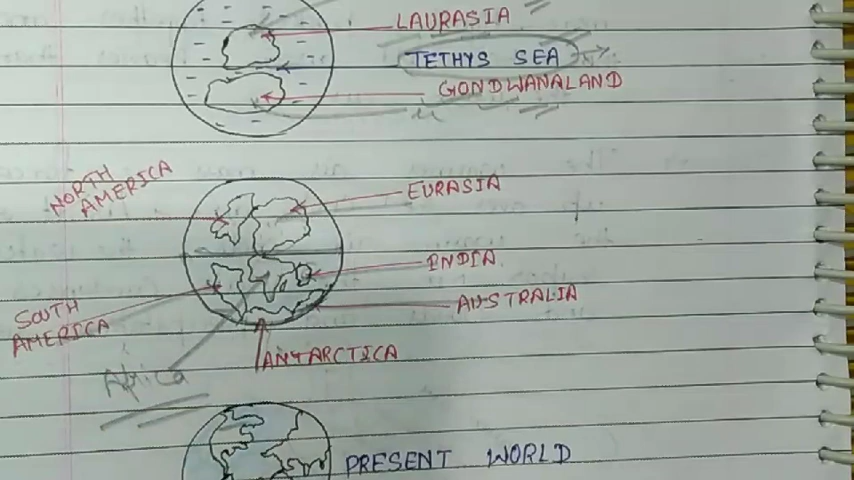 LAURASIA
TETHYS SEA
GONDWANALAND
NORTH
AMERICA
EURASIA
INDIA
AUSTRALIA
SOUTH
AMERICA
ANTARCTICA
Africa
PRESENT WORLD